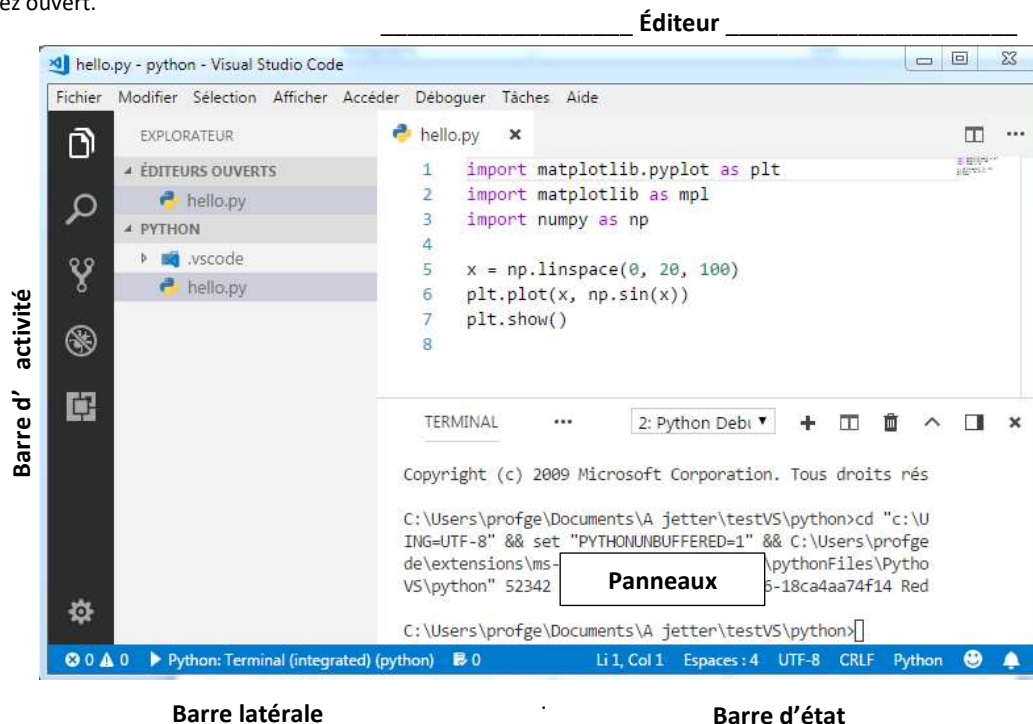 ez ouvert.
Éditeur
hello.py - python - Visual Studio Code
Fichier Modifier Sélection Afficher Accéder Déboguer Tâches Aide
EXPLORATEUR
ÉDITEURS OUVERTS
hello.py
PYTHON
.vscode
hello.py
hello.py
1 import matplotlib.pyplot as plt
2 import matplotlib as mpl
3 import numpy as np
4
5 x = np.linspace(0, 20, 100)
6 plt.plot(x, np.sin(x))
7 plt.show()
8
Barre d' activité
TERMINAL ... 2: Python Debu
Copyright (c) 2009 Microsoft Corporation. Tous droits rés
C:\Users\profge\Documents\A jetter\testVS\python>cd "c:\U
ING=UTF-8" && set "PYTHONUNBUFFERED=1" && C:\Users\profge
de\extensions\ms- \pythonFiles\Pytho
VS\python" 52342 -18ca4aa74f14 Red
Panneaux
C:\Users\profge\Documents\A jetter\testVS\python>
0 0 Python: Terminal (integrated) (python) 0 Li 1, Col 1 Espaces : 4 UTF-8 CRLF Python
Barre latérale . Barre d'état